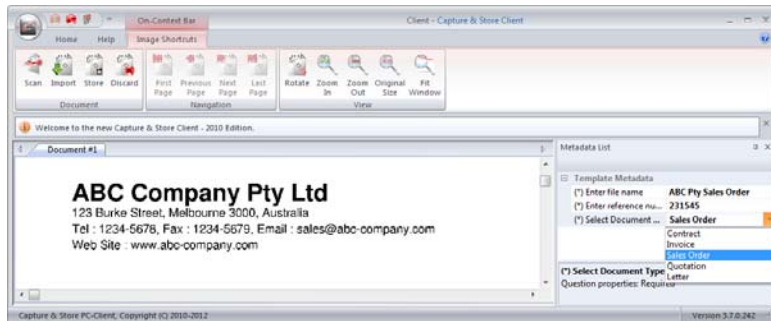 On-Context Bar
Client - Capture & Store Client
Home Help Image Shortcuts
Scan Import Store Discard First Page Previous Page Next Page Last Page Rotate Zoom In Zoom Out Original Size Fit Window
Document Navigation View
Welcome to the new Capture & Store Client - 2010 Edition.
Document #1
ABC Company Pty Ltd
123 Burke Street, Melbourne 3000, Australia
Tel : 1234-5678, Fax : 1234-5679, Email : sales@abc-company.com
Web Site : www.abc-company.com
Metadata List
Template Metadata
(*) Enter file name ABC Pty Sales Order
(*) Enter reference nu... 231545
(*) Select Document ... Sales Order
Contract
Invoice
Sales Order
Quotation
Letter
(*) Select Document Type
Question properties: Required
Capture & Store PC-Client, Copyright (C) 2010-2012 Version 3.7.0.242